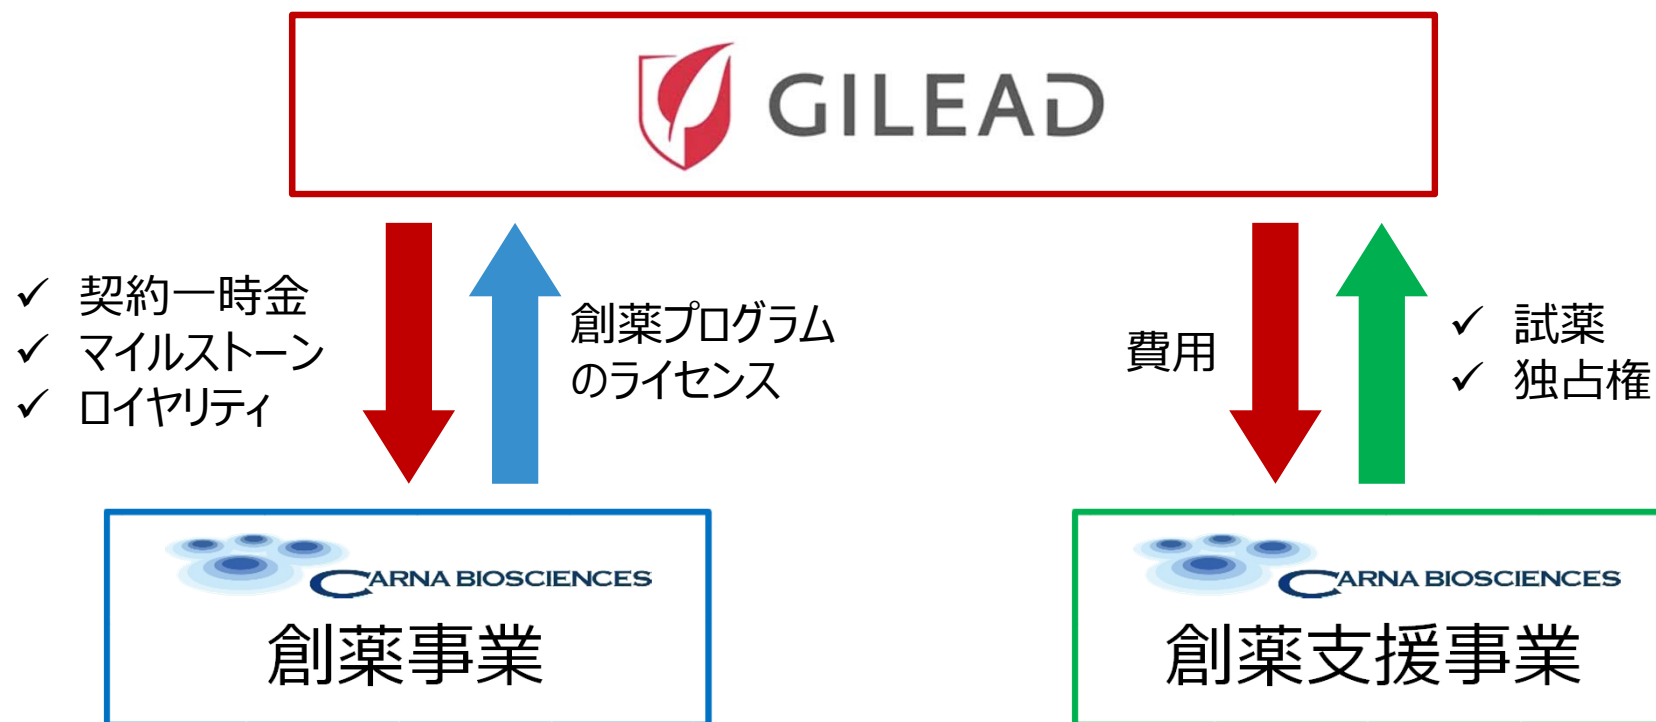 GILEAD
✓ 契約一時金
✓ マイルストーン
✓ ロイヤリティ
創薬プログラム
のライセンス
費用
✓ 試薬
✓ 独占権
CARNA BIOSCIENCES
創薬事業
CARNA BIOSCIENCES
創薬支援事業